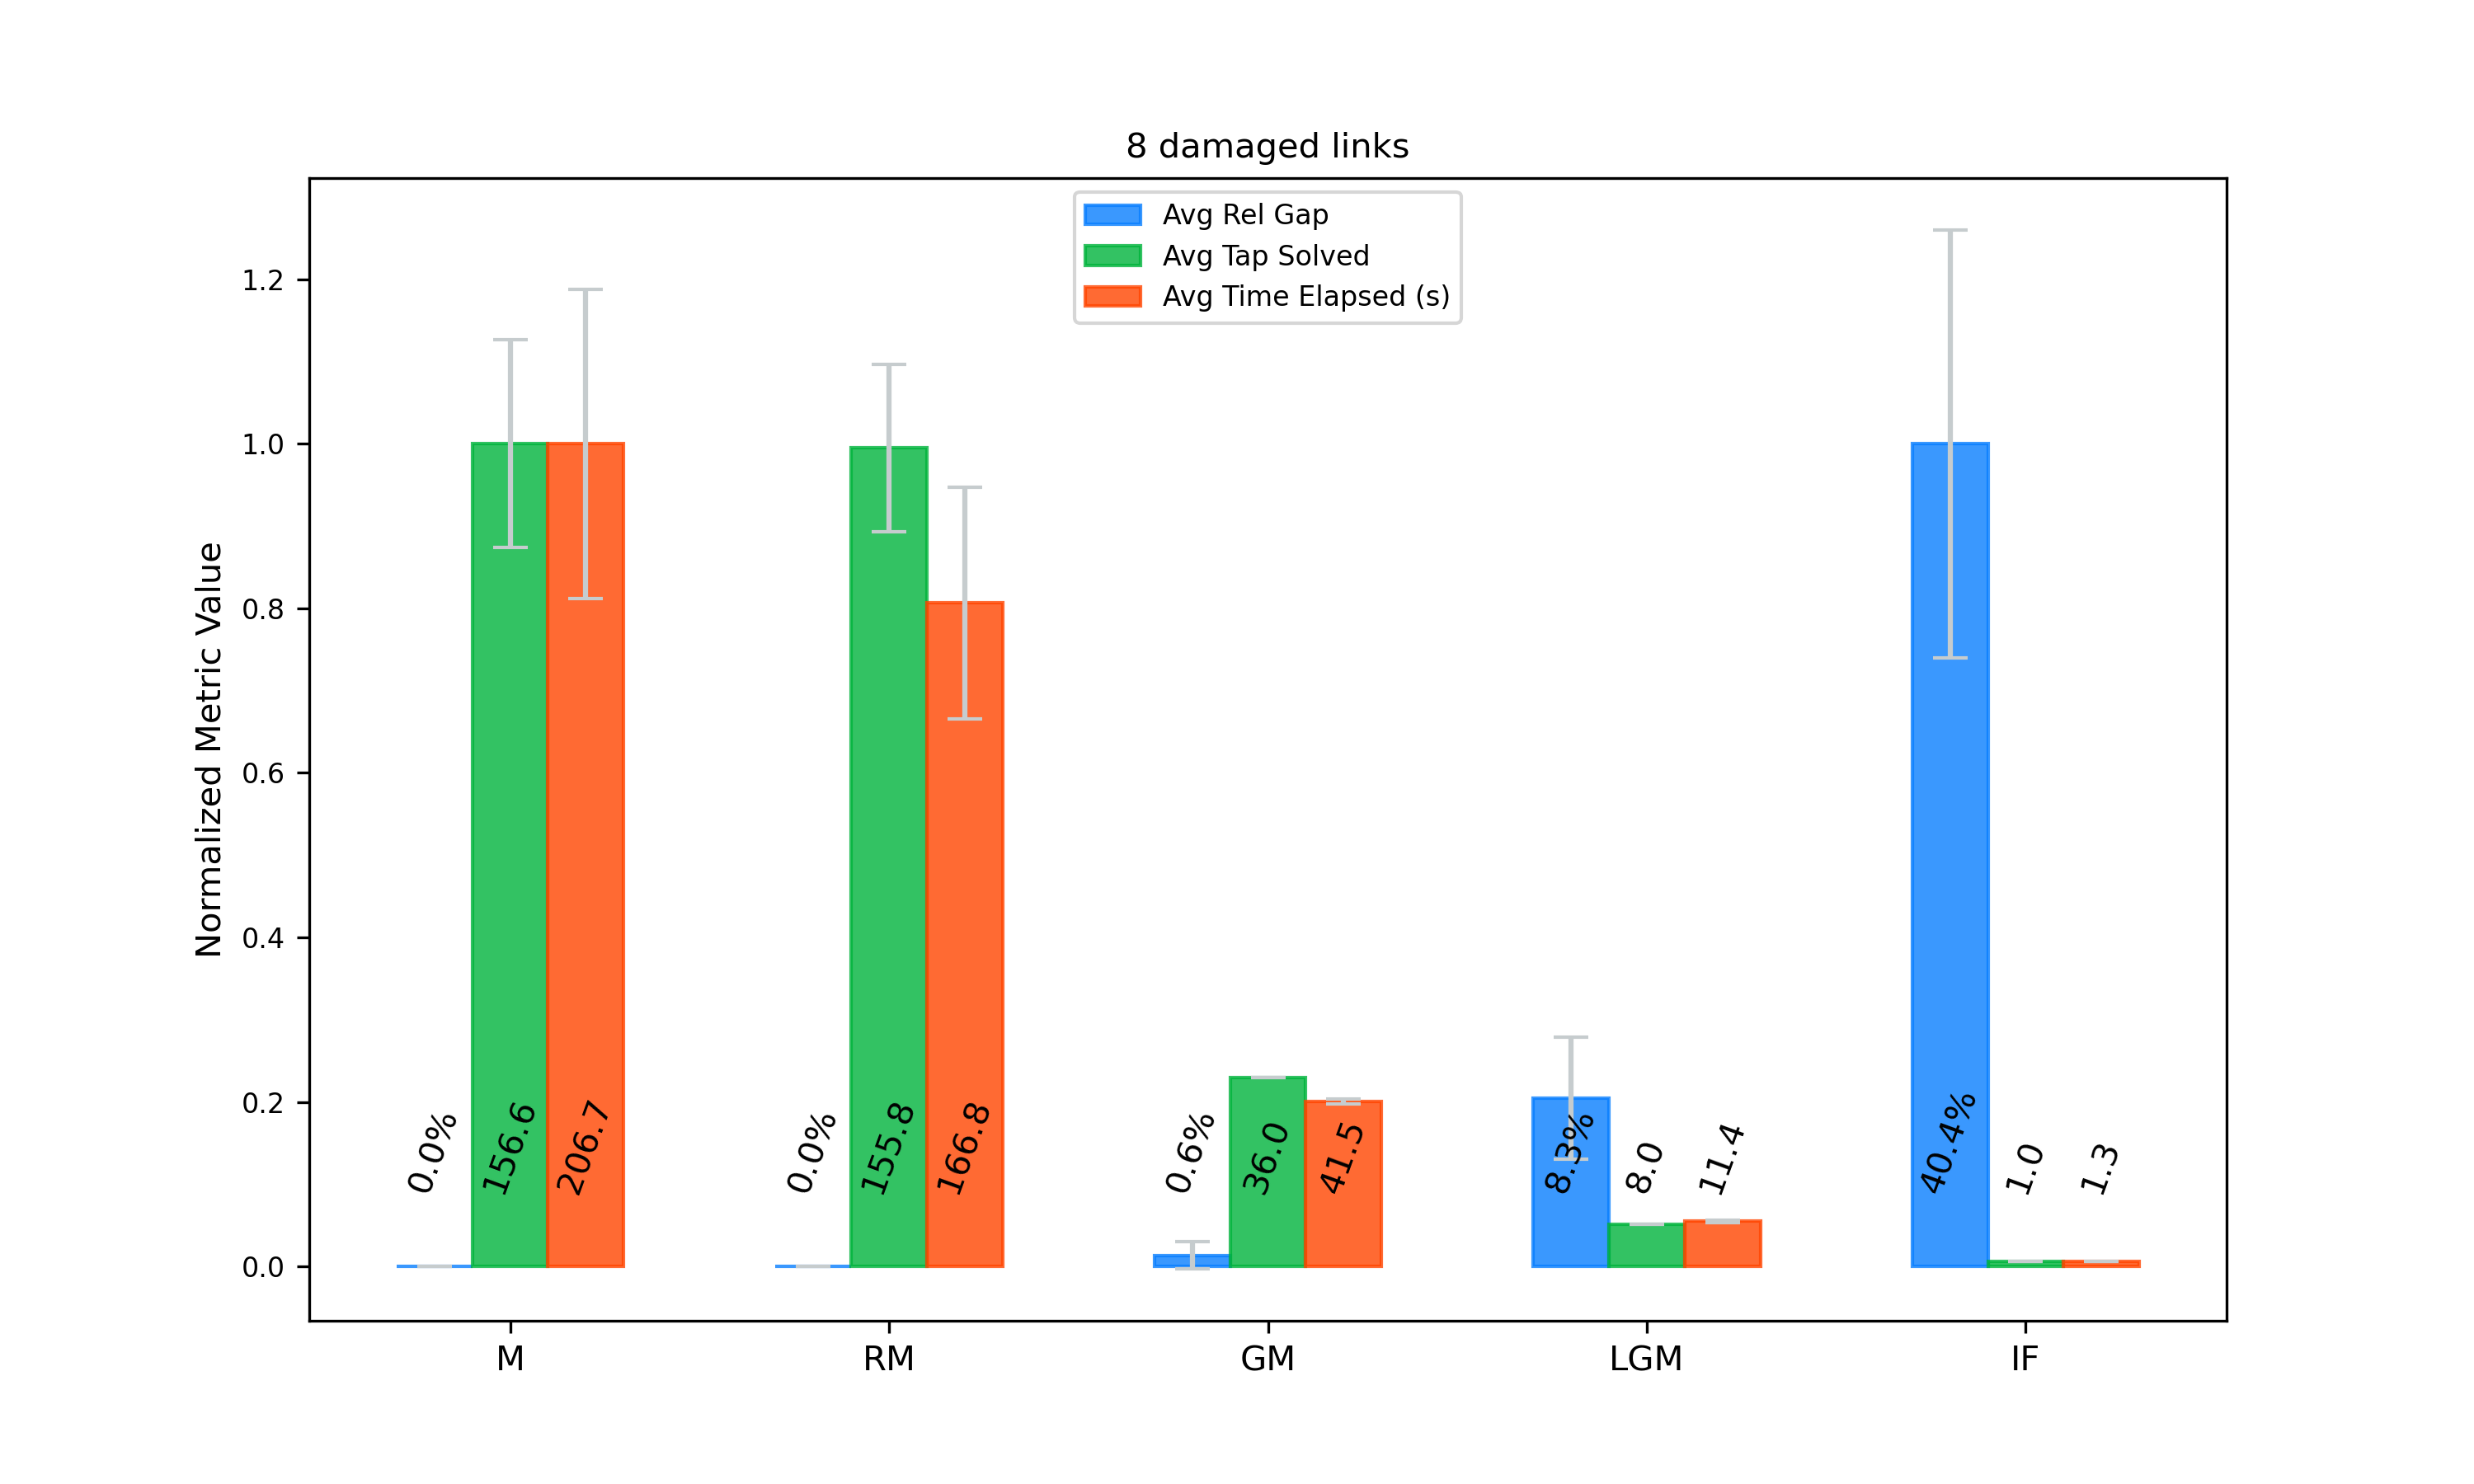 8 damaged links
Avg Rel Gap
Avg Tap Solved
Avg Time Elapsed (s)
Normalized Metric Value
1.2
1.0
0.8
0.6
0.4
0.2
0.0
0.0%
156.6
206.7
0.0%
155.8
166.8
0.6%
36.0
41.5
8.3%
8.0
11.4
40.4%
1.0
1.3
M
RM
GM
LGM
IF